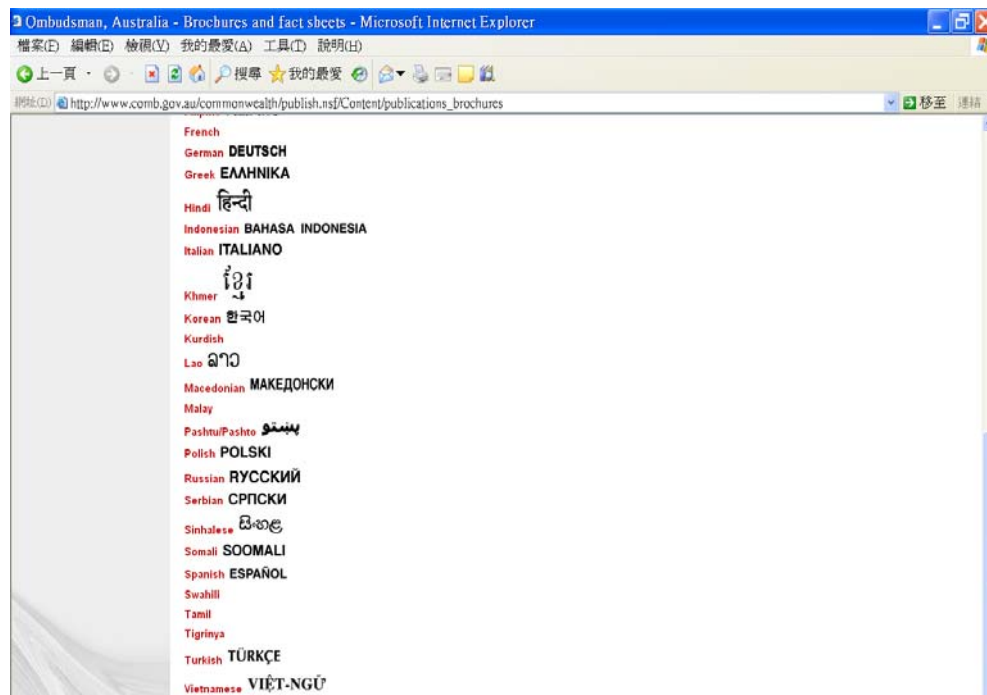 Ombudsman, Australia - Brochures and fact sheets - Microsoft Internet Explorer
檔案(F) 編輯(E) 檢視(V) 我的最愛(A) 工具(T) 說明(H)
上一頁 搜尋 我的最愛
網址(D) http://www.comb.gov.au/commonwealth/publish.nsf/Content/publications_brochures 移至 連結
French
German DEUTSCH
Greek ΕΛΛΗΝΙΚΑ
Hindi हिन्दी
Indonesian BAHASA INDONESIA
Italian ITALIANO
Khmer ខ្មែរ
Korean 한국어
Kurdish
Lao ລາວ
Macedonian МАКЕДОНСКИ
Malay
Pashtu/Pashto پښتو
Polish POLSKI
Russian RУССКИЙ
Serbian СРПСКИ
Sinhalese සිංහළ
Somali SOOMALI
Spanish ESPAÑOL
Swahili
Tamil
Tigrinya
Turkish TÜRKÇE
Vietnamese VIỆT-NGỮ